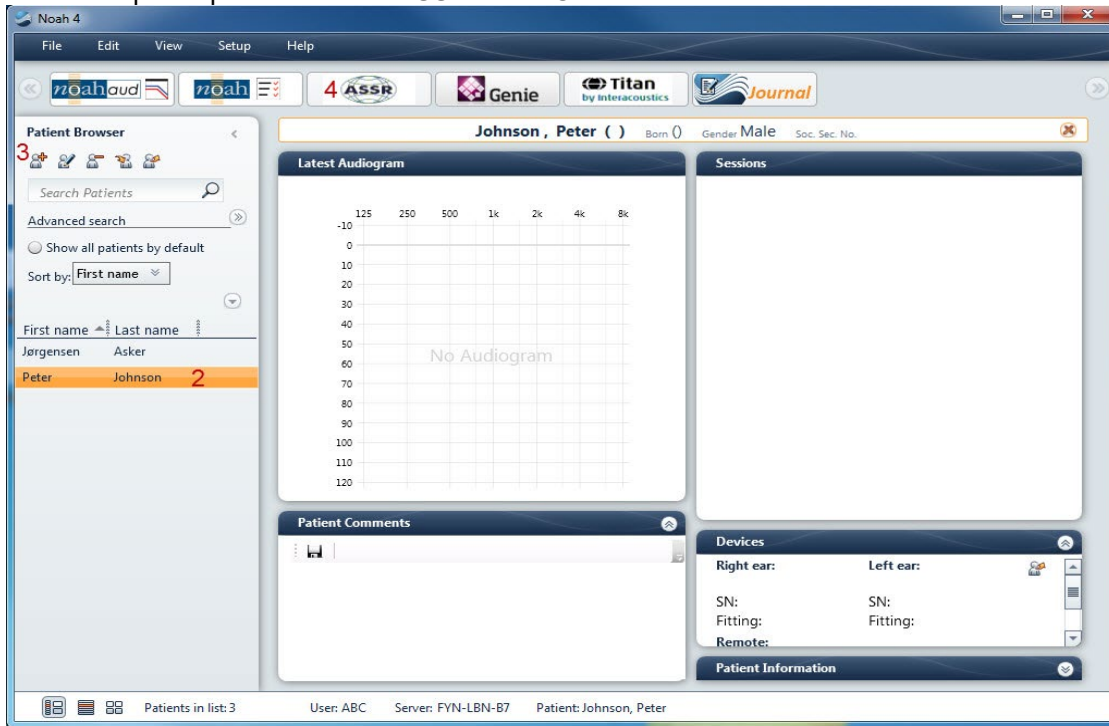 Noah 4
File Edit View Setup Help
nōahaud nōah 4 ASSR Genie Titan by Interacoustics Journal
Patient Browser
3
Search Patients
Advanced search
Show all patients by default
Sort by: First name
First name Last name
Jørgensen Asker
Peter Johnson 2
Johnson , Peter ( ) Born () Gender Male Soc. Sec. No.
Latest Audiogram
125 250 500 1k 2k 4k 8k
-10
0
10
20
30
40
50
No Audiogram
60
70
80
90
100
110
120
Sessions
Patient Comments
Devices
Right ear: Left ear:
SN: SN:
Fitting: Fitting:
Remote:
Patient Information
Patients in list: 3 User: ABC Server: FYN-LBN-B7 Patient: Johnson, Peter